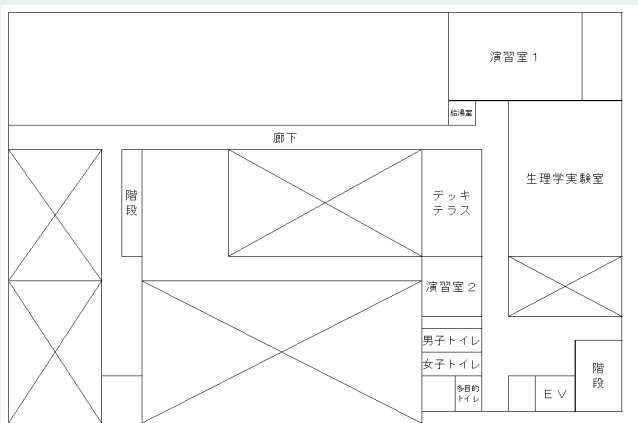 演習室１
給湯室
廊下
生理学実験室
階
段
デッキ
テラス
演習室２
男子トイレ
女子トイレ
多目的
トイレ
ＥＶ
階
段